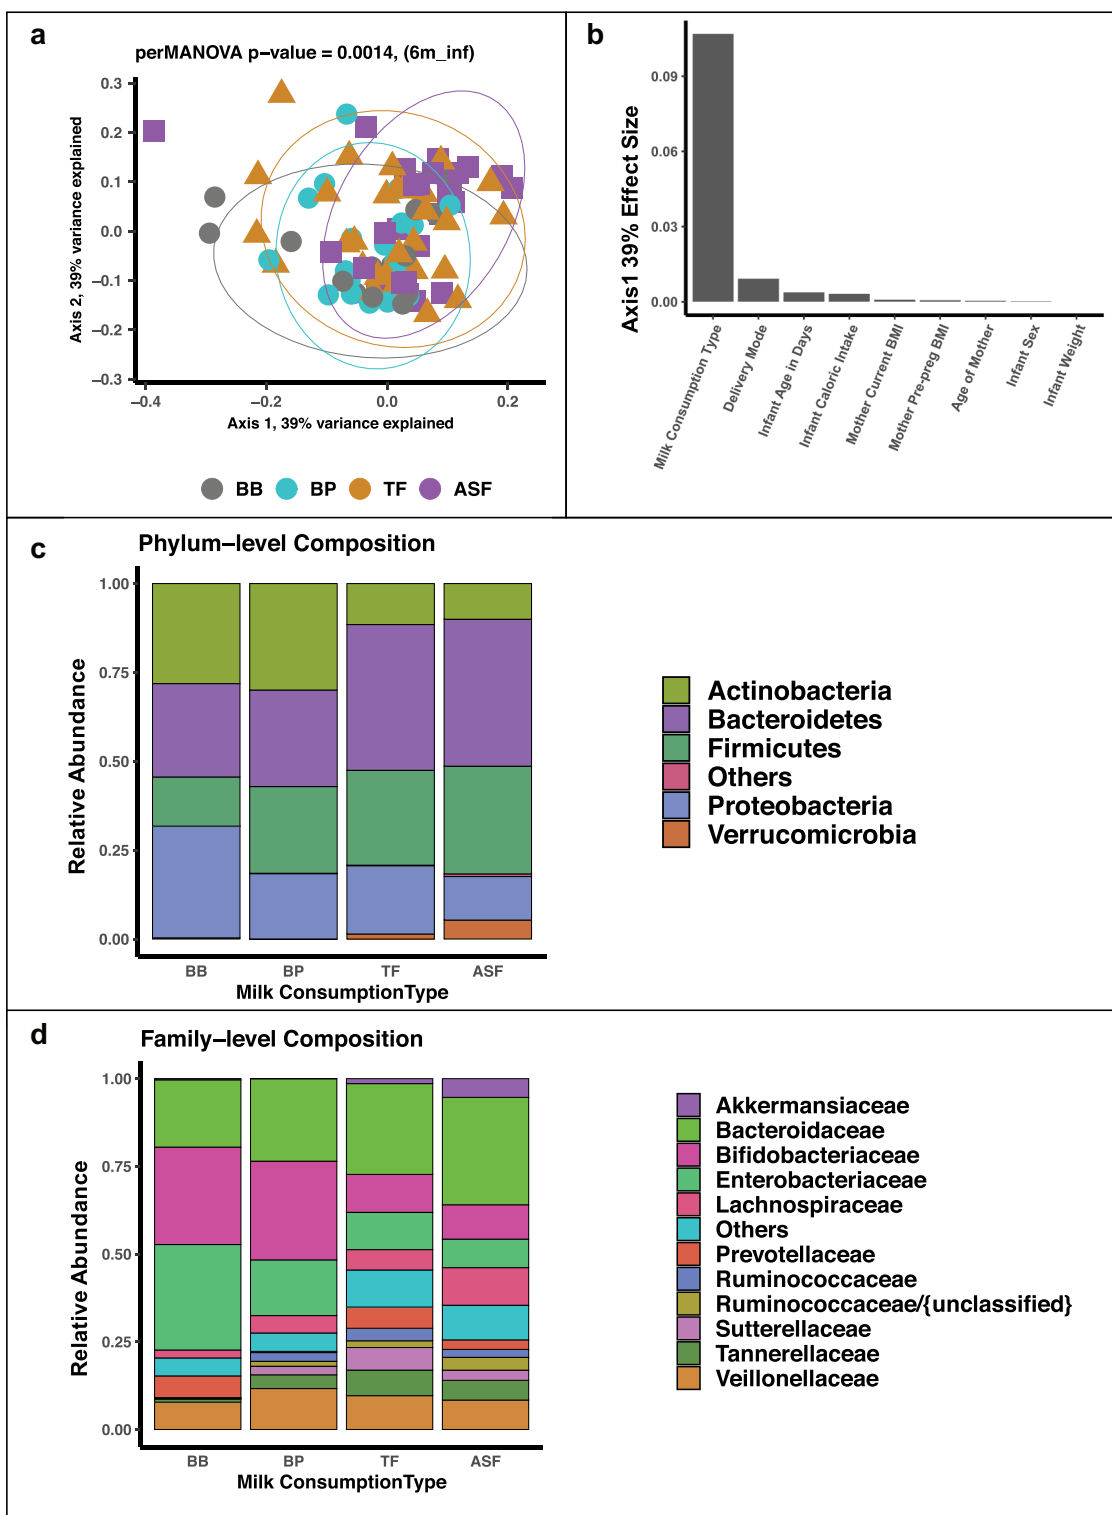 a
perMANOVA p−value = 0.0014, (6m_inf)
Axis 2, 39% variance explained
0.3
0.2
0.1
0.0
−0.1
−0.2
−0.3
−0.4
−0.2
0.0
0.2
Axis 1, 39% variance explained
BB
BP
TF
ASF
b
Axis1 39% Effect Size
0.09
0.06
0.03
0.00
Milk Consumption Type
Delivery Mode
Infant Age in Days
Infant Caloric Intake
Mother Current BMI
Mother Pre-preg BMI
Age of Mother
Infant Sex
Infant Weight
c
Phylum−level Composition
Relative Abundance
1.00
0.75
0.50
0.25
0.00
BB
BP
TF
ASF
Milk ConsumptionType
Actinobacteria
Bacteroidetes
Firmicutes
Others
Proteobacteria
Verrucomicrobia
d
Family−level Composition
Relative Abundance
1.00
0.75
0.50
0.25
0.00
BB
BP
TF
ASF
Milk ConsumptionType
Akkermansiaceae
Bacteroidaceae
Bifidobacteriaceae
Enterobacteriaceae
Lachnospiraceae
Others
Prevotellaceae
Ruminococcaceae
Ruminococcaceae/{unclassified}
Sutterellaceae
Tannerellaceae
Veillonellaceae